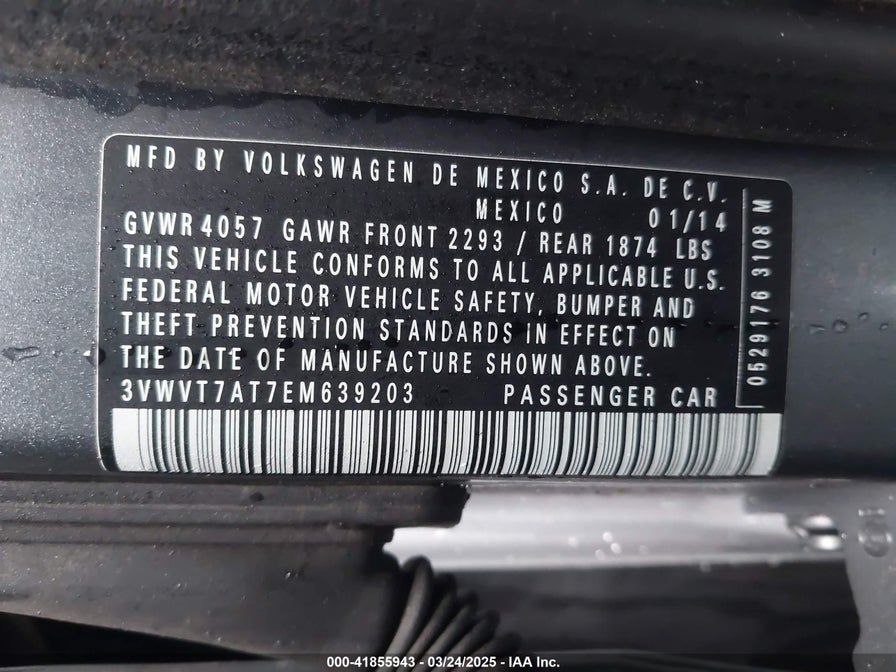 MFD BY VOLKSWAGEN DE MEXICO S.A. DE C.V.
MEXICO 01/14
GVWR 4057 GAWR FRONT 2293 / REAR 1874 LBS
THIS VEHICLE CONFORMS TO ALL APPLICABLE U.S.
FEDERAL MOTOR VEHICLE SAFETY, BUMPER AND
THEFT PREVENTION STANDARDS IN EFFECT ON
THE DATE OF MANUFACTURE SHOWN ABOVE.
3VWVT7AT7EM639203 PASSENGER CAR
0529176 3108 M
000-41855943 - 03/24/2025 - IAA Inc.